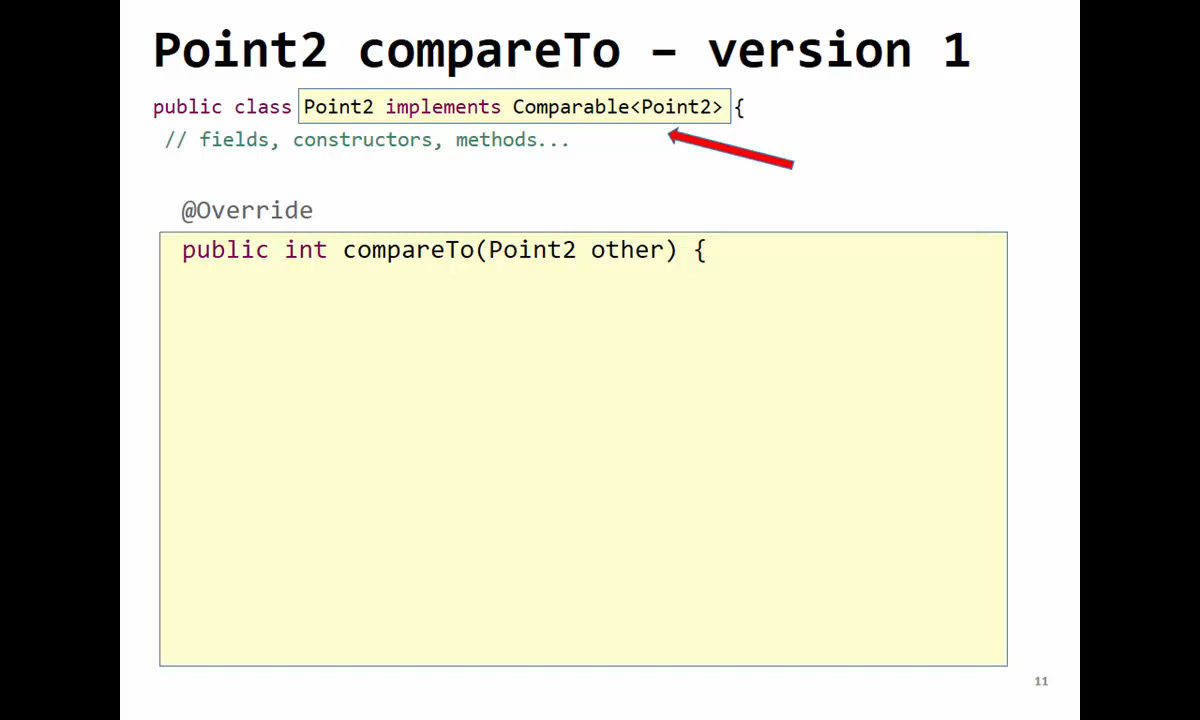 Point2 compareTo – version 1
public class Point2 implements Comparable<Point2> {
// fields, constructors, methods...
@Override
public int compareTo(Point2 other) {
11